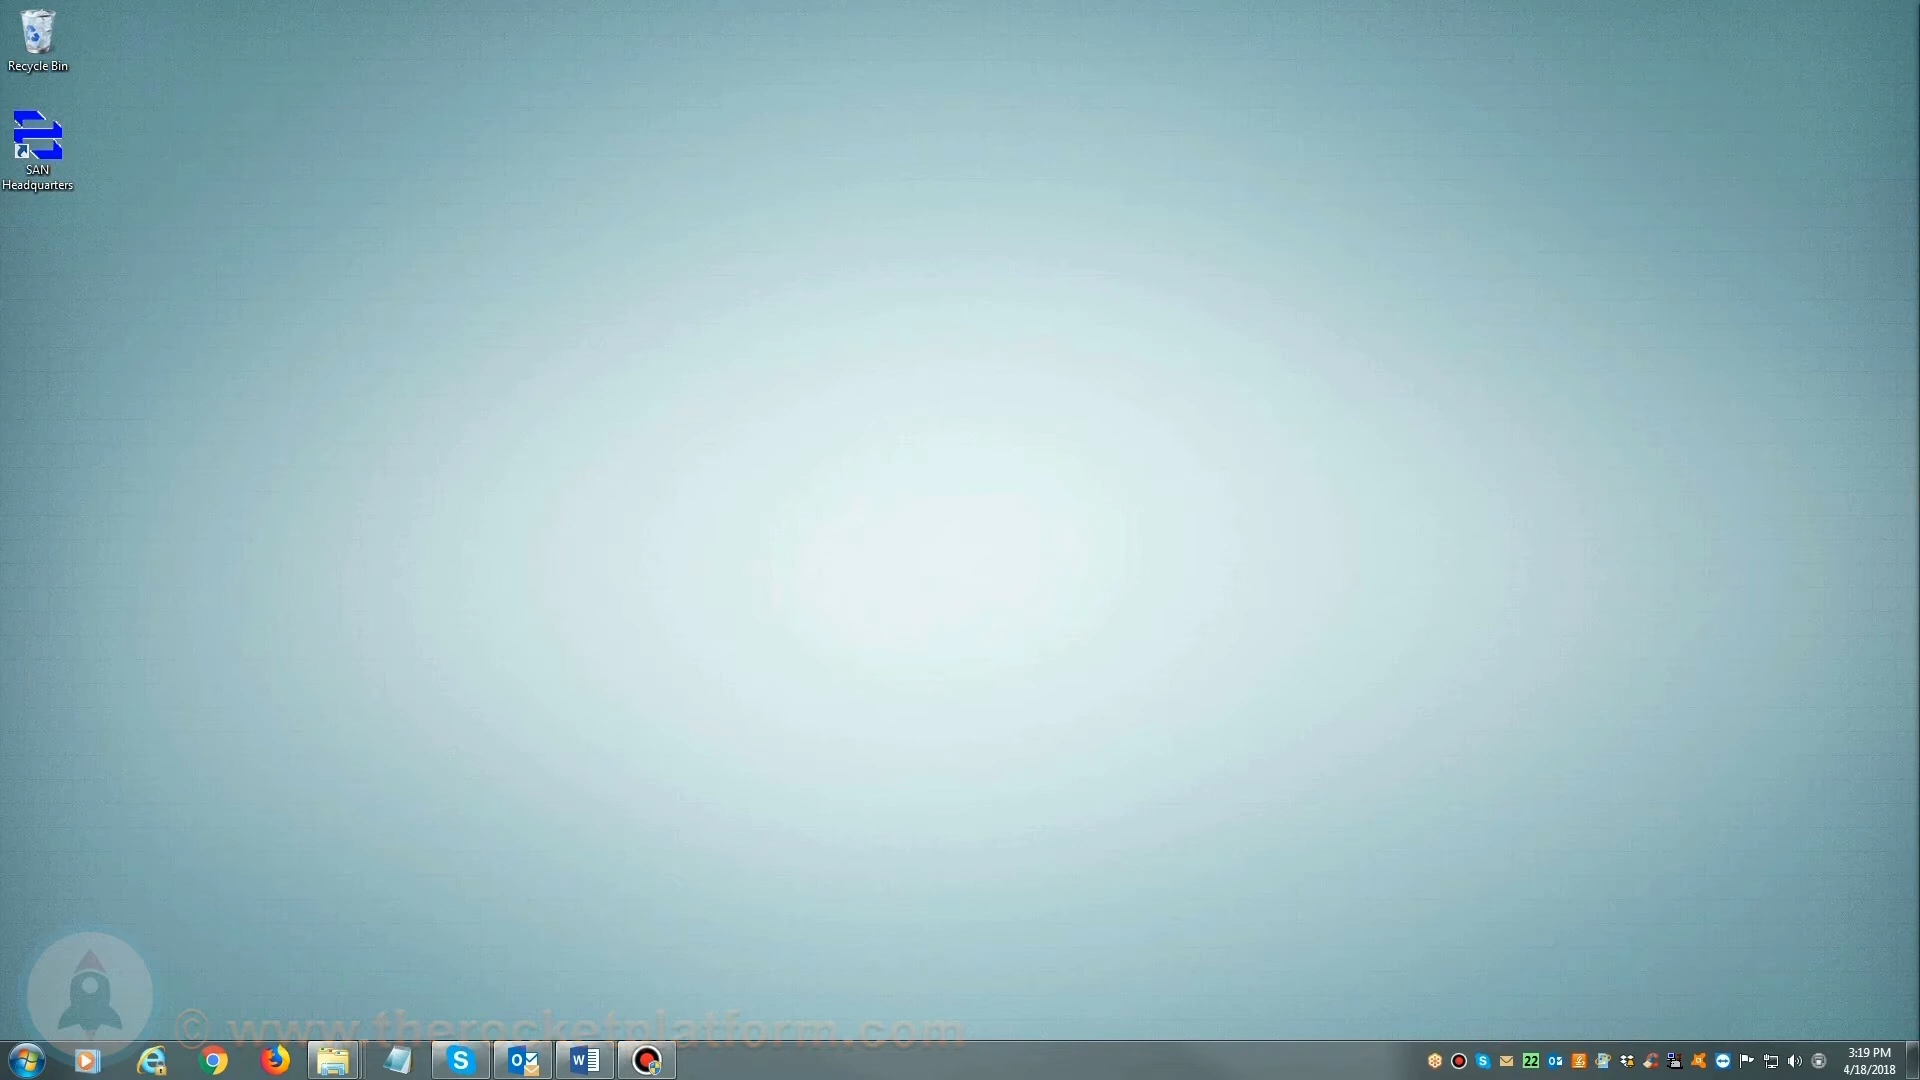 Recycle Bin
SAN
Headquarters
© www.therocketplatform.com
S
O
W
S
22
O
3:19 PM
4/18/2018